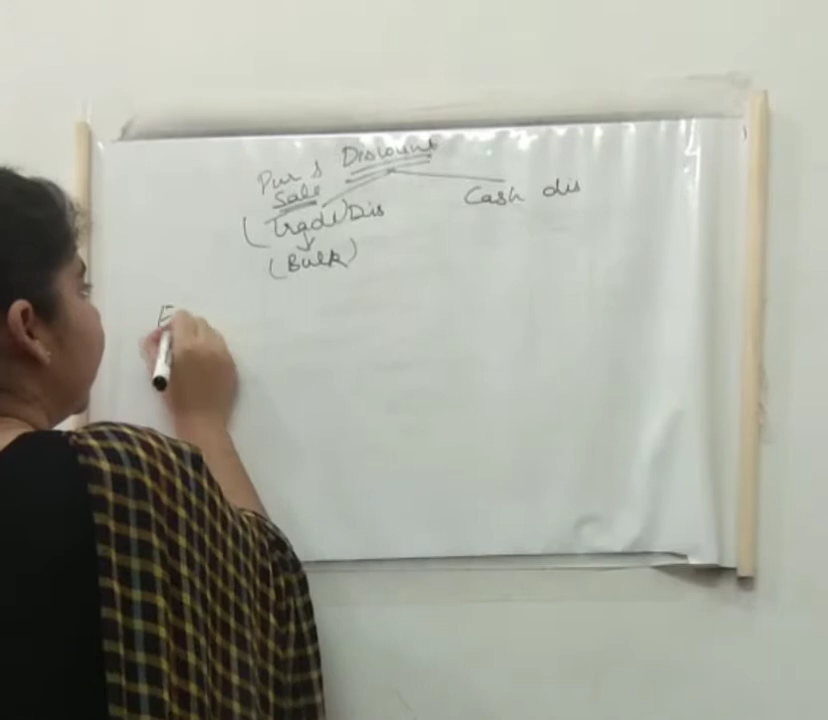 Discount
Pur &
Sale
(Trade) Dis
Cash dis
(Bulk)
E